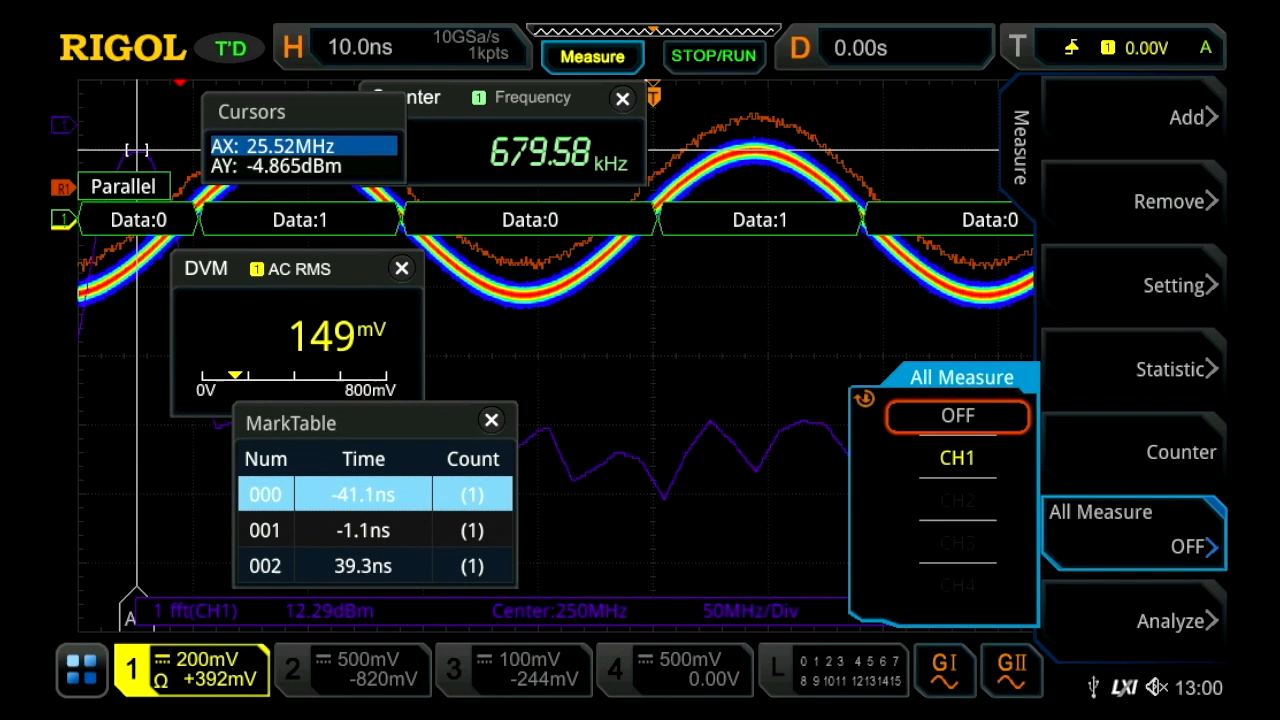 RIGOL
T'D
H
10.0ns
10GSa/s
1kpts
Measure
STOP/RUN
D
0.00s
T
1
0.00V
A
Cursors
AX: 25.52MHz
AY: -4.865dBm
1
Frequency
679.58 kHz
T
1
R1
1
Parallel
Data:0
Data:1
Data:0
Data:1
Data:0
DVM
1
AC RMS
149mV
0V
800mV
MarkTable
Num Time Count
000 -41.1ns (1)
001 -1.1ns (1)
002 39.3ns (1)
A
1 fft(CH1)
12.29dBm
Center:250MHz
50MHz/Div
All Measure
OFF
CH1
CH2
CH3
CH4
Measure
Add
Remove
Setting
Statistic
Counter
All Measure
OFF
Analyze
1
200mV
Ω +392mV
2
500mV
-820mV
3
100mV
-244mV
4
500mV
0.00V
L
0 1 2 3 4 5 6 7
8 9 10 11 12 13 14 15
GI
GII
LXI
13:00